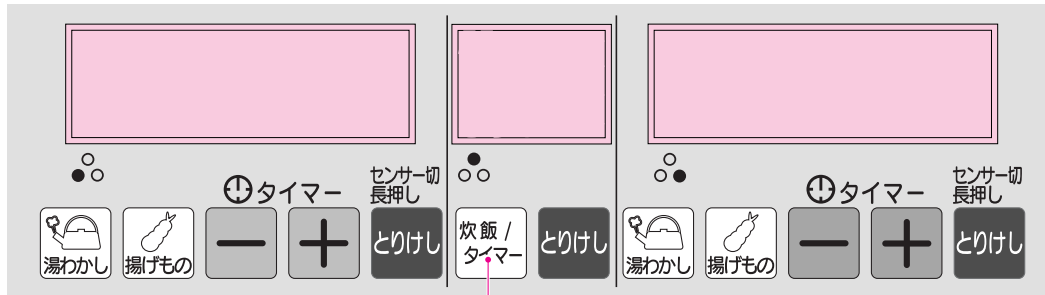 タイマー
センサー切
長押し
湯わかし
揚げもの
とりけし
炊飯 /
タイマー
とりけし
タイマー
センサー切
長押し
湯わかし
揚げもの
とりけし